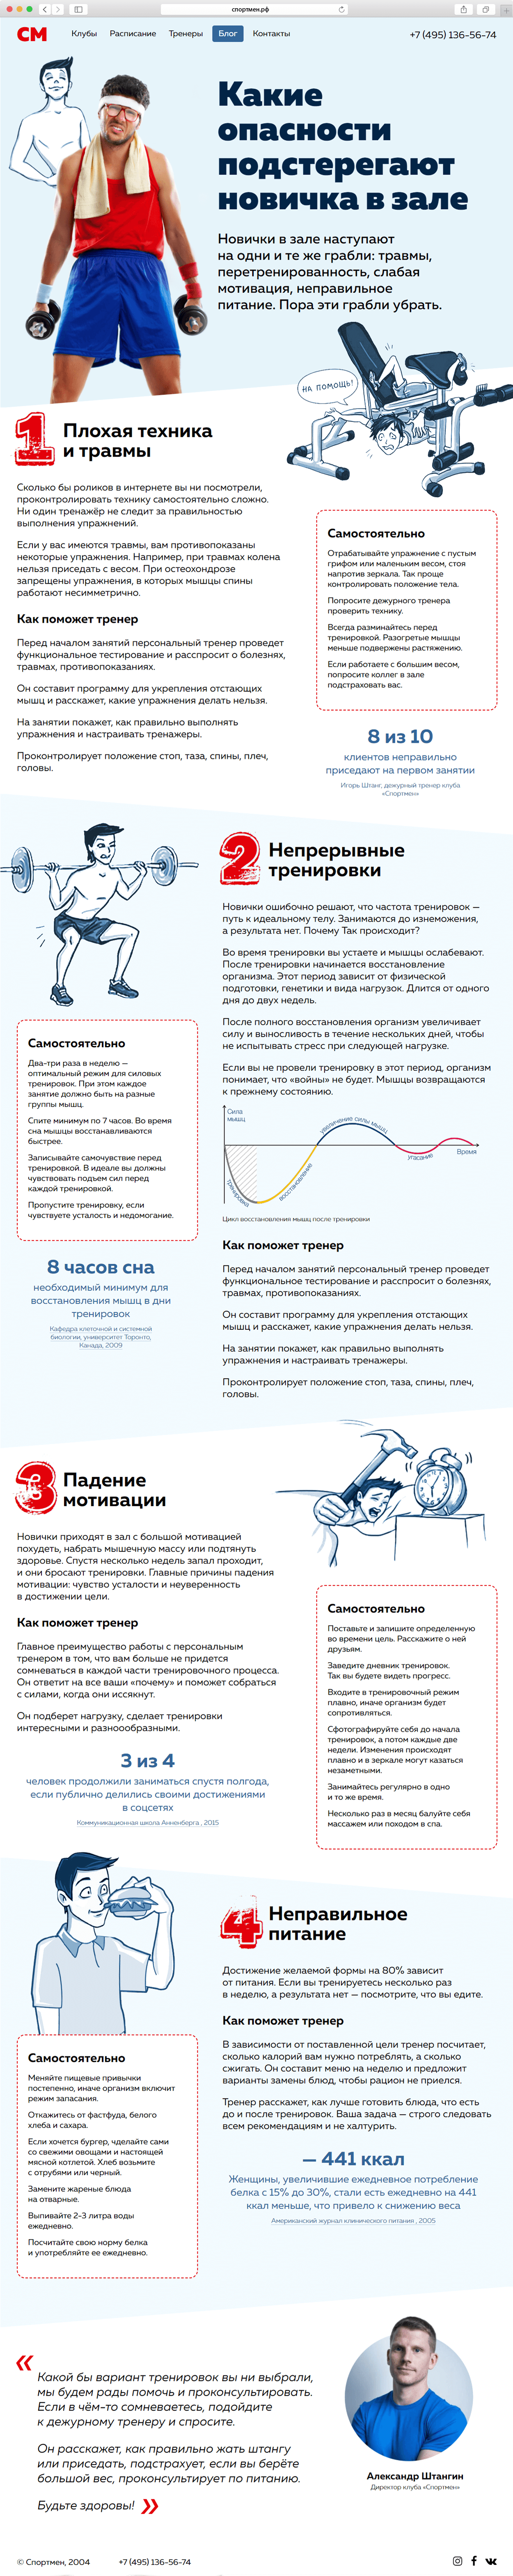 спортмен.рф
СМ
Клубы
Расписание
Тренеры
Блог
Контакты
+7 (495) 136-56-74
Какие
опасности
подстерегают
новичка в зале
Новички в зале наступают
на одни и те же грабли: травмы,
перетренированность, слабая
мотивация, неправильное
питание. Пора эти грабли убрать.
НА ПОМОЩЬ!
1
Плохая техника
и травмы
Сколько бы роликов в интернете вы ни посмотрели,
проконтролировать технику самостоятельно сложно.
Ни один тренажёр не следит за правильностью
выполнения упражнений.
Если у вас имеются травмы, вам противопоказаны
некоторые упражнения. Например, при травмах колена
нельзя приседать с весом. При остеохондрозе
запрещены упражнения, в которых мышцы спины
работают несимметрично.
Как поможет тренер
Перед началом занятий персональный тренер проведет
функциональное тестирование и расспросит о болезнях,
травмах, противопоказаниях.
Он составит программу для укрепления отстающих
мышц и расскажет, какие упражнения делать нельзя.
На занятии покажет, как правильно выполнять
упражнения и настраивать тренажеры.
Проконтролирует положение стоп, таза, спины, плеч,
головы.
Самостоятельно
Отрабатывайте упражнение с пустым
грифом или маленьким весом, стоя
напротив зеркала. Так проще
контролировать положение тела.
Попросите дежурного тренера
проверить технику.
Всегда разминайтесь перед
тренировкой. Разогретые мышцы
меньше подвержены растяжению.
Если работаете с большим весом,
попросите коллег в зале
подстраховать вас.
8 из 10
клиентов неправильно
приседают на первом занятии
Игорь Штанг, дежурный тренер клуба
«Спортмен»
2
Непрерывные
тренировки
Новички ошибочно решают, что частота тренировок —
путь к идеальному телу. Занимаются до изнеможения,
а результата нет. Почему Так происходит?
Во время тренировки вы устаете и мышцы ослабевают.
После тренировки начинается восстановление
организма. Этот период зависит от физической
подготовки, генетики и вида нагрузок. Длится от одного
дня до двух недель.
После полного восстановления организм увеличивает
силу и выносливость в течение нескольких дней, чтобы
не испытывать стресс при следующей нагрузке.
Если вы не провели тренировку в этот период, организм
понимает, что «войны» не будет. Мышцы возвращаются
к прежнему состоянию.
Сила
мышц
тренировка
восстановление
увеличение силы мышц
угасание
Время
Цикл восстановления мышц после тренировки
Как поможет тренер
Перед началом занятий персональный тренер проведет
функциональное тестирование и расспросит о болезнях,
травмах, противопоказаниях.
Он составит программу для укрепления отстающих
мышц и расскажет, какие упражнения делать нельзя.
На занятии покажет, как правильно выполнять
упражнения и настраивать тренажеры.
Проконтролирует положение стоп, таза, спины, плеч,
головы.
Самостоятельно
Два-три раза в неделю —
оптимальный режим для силовых
тренировок. При этом каждое
занятие должно быть на разные
группы мышц.
Спите минимум по 7 часов. Во время
сна мышцы восстанавливаются
быстрее.
Записывайте самочувствие перед
тренировкой. В идеале вы должны
чувствовать подъем сил перед
каждой тренировкой.
Пропустите тренировку, если
чувствуете усталость и недомогание.
8 часов сна
необходимый минимум для
восстановления мышц в дни
тренировок
Кафедра клеточной и системной
биологии, университет Торонто,
Канада, 2009
3
Падение
мотивации
Новички приходят в зал с большой мотивацией
похудеть, набрать мышечную массу или подтянуть
здоровье. Спустя несколько недель запал проходит,
и они бросают тренировки. Главные причины падения
мотивации: чувство усталости и неуверенность
в достижении цели.
Как поможет тренер
Главное преимущество работы с персональным
тренером в том, что вам больше не придется
сомневаться в каждой части тренировочного процесса.
Он ответит на все ваши «почему» и поможет собраться
с силами, когда они иссякнут.
Он подберет нагрузку, сделает тренировки
интересными и разноообразными.
3 из 4
человек продолжили заниматься спустя полгода,
если публично делились своими достижениями
в соцсетях
Коммуникационная школа Анненберга , 2015
Самостоятельно
Поставьте и запишите определенную
во времени цель. Расскажите о ней
друзьям.
Заведите дневник тренировок.
Так вы будете видеть прогресс.
Входите в тренировочный режим
плавно, иначе организм будет
сопротивляться.
Сфотографируйте себя до начала
тренировок, а потом каждые две
недели. Изменения происходят
плавно и в зеркале могут казаться
незаметными.
Занимайтесь регулярно в одно
и то же время.
Несколько раз в месяц балуйте себя
массажем или походом в спа.
4
Неправильное
питание
Достижение желаемой формы на 80% зависит
от питания. Если вы тренируетесь несколько раз
в неделю, а результата нет — посмотрите, что вы едите.
Как поможет тренер
В зависимости от поставленной цели тренер посчитает,
сколько калорий вам нужно потреблять, а сколько
сжигать. Он составит меню на неделю и предложит
варианты замены блюд, чтобы рацион не приелся.
Тренер расскажет, как лучше готовить блюда, что есть
до и после тренировок. Ваша задача — строго следовать
всем рекомендациям и не халтурить.
— 441 ккал
Женщины, увеличившие ежедневное потребление
белка с 15% до 30%, стали есть ежедневно на 441
ккал меньше, что привело к снижению веса
Американский журнал клинического питания , 2005
Самостоятельно
Меняйте пищевые привычки
постепенно, иначе организм включит
режим запасания.
Откажитесь от фастфуда, белого
хлеба и сахара.
Если хочется бургер, чделайте сами
со свежими овощами и настоящей
мясной котлетой. Хлеб возьмите
с отрубями или черный.
Замените жареные блюда
на отварные.
Выпивайте 2-3 литра воды
ежедневно.
Посчитайте свою норму белка
и употребляйте ее ежедневно.
«
Какой бы вариант тренировок вы ни выбрали,
мы будем рады помочь и проконсультировать.
Если в чём-то сомневаетесь, подойдите
к дежурному тренеру и спросите.
Он расскажет, как правильно жать штангу
или приседать, подстрахует, если вы берёте
большой вес, проконсультирует по питанию.
Будьте здоровы! »
Александр Штангин
Директор клуба «Спортмен»
© Спортмен, 2004
+7 (495) 136-56-74